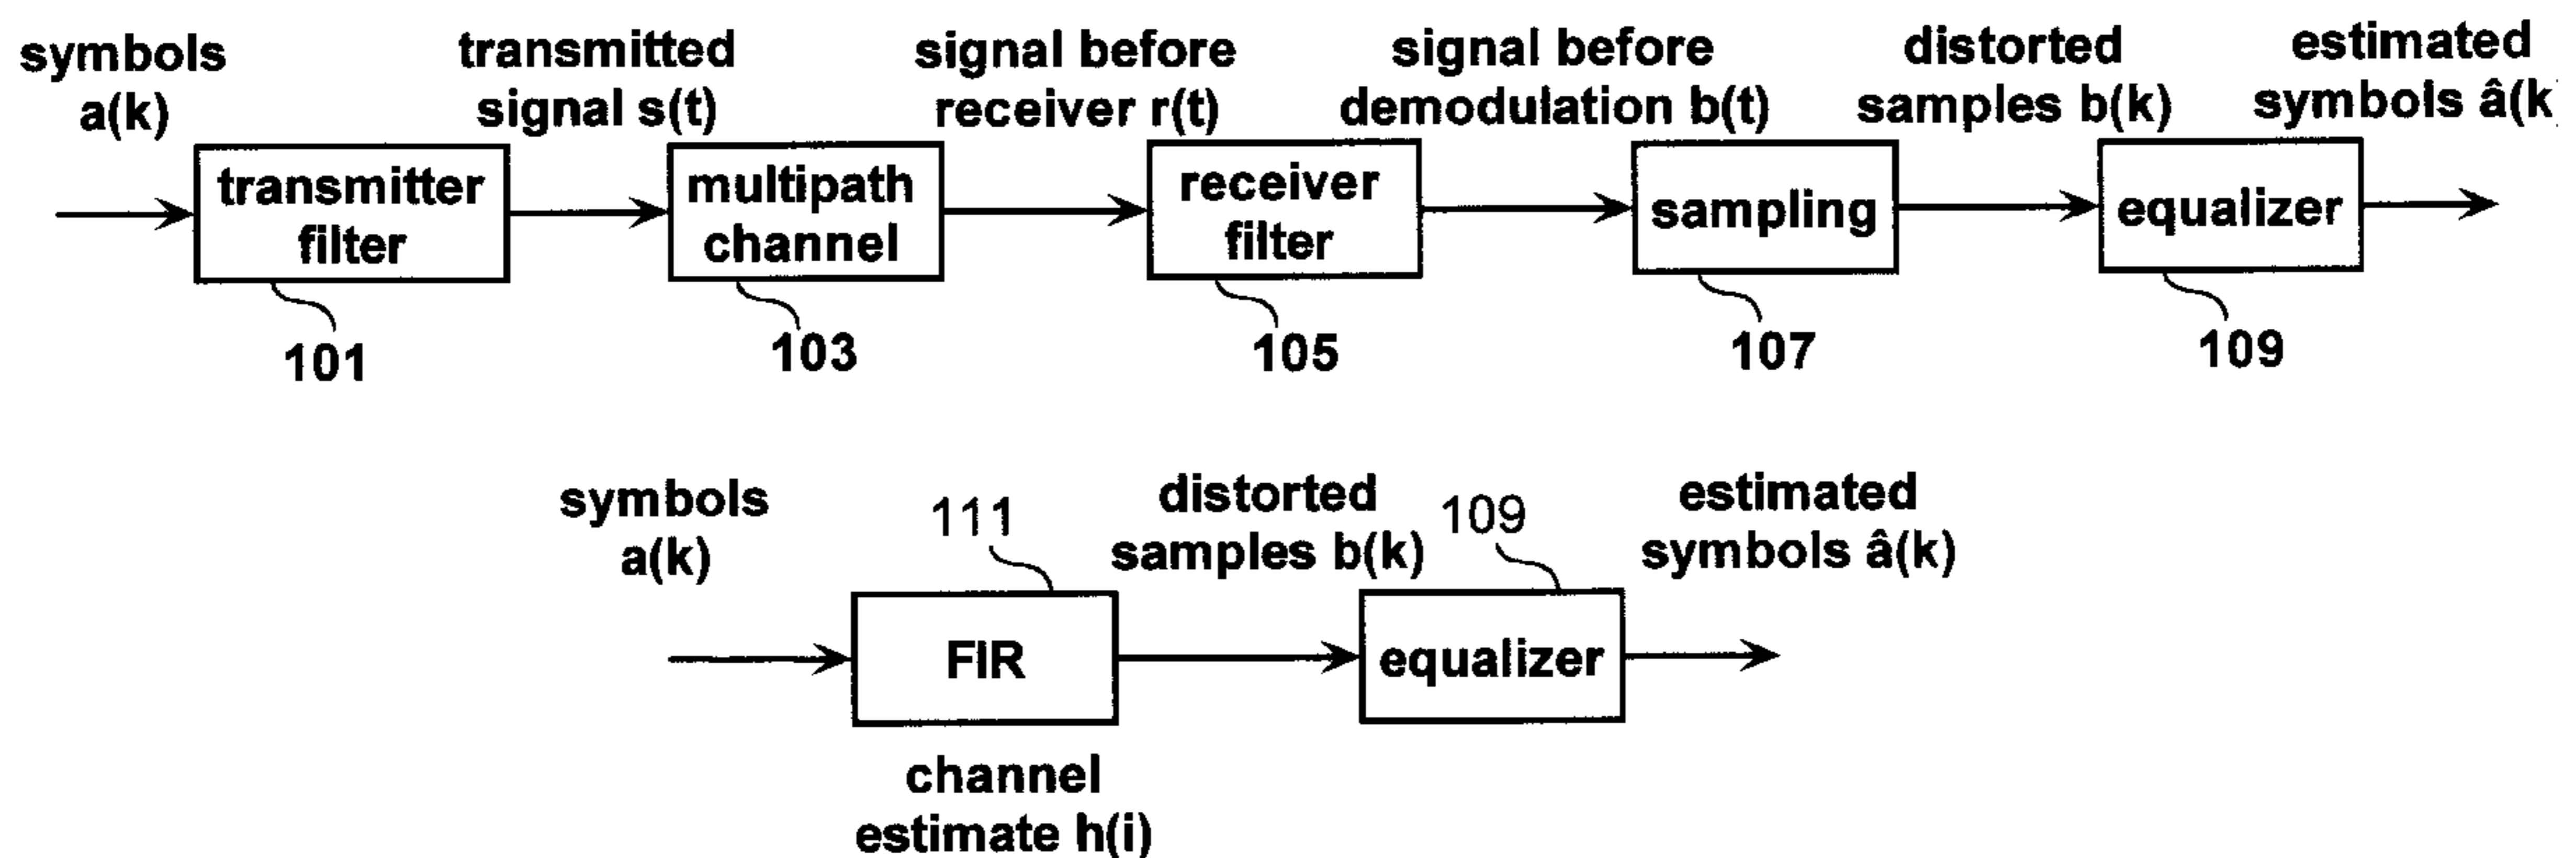 symbols
a(k)
transmitted
signal s(t)
signal before
receiver r(t)
signal before
demodulation b(t)
distorted
samples b(k)
estimated
symbols â(k
transmitter
filter
multipath
channel
receiver
filter
sampling
equalizer
101
103
105
107
109
symbols
a(k)
111
distorted
samples b(k)
109
estimated
symbols â(k)
FIR
equalizer
channel
estimate h(i)